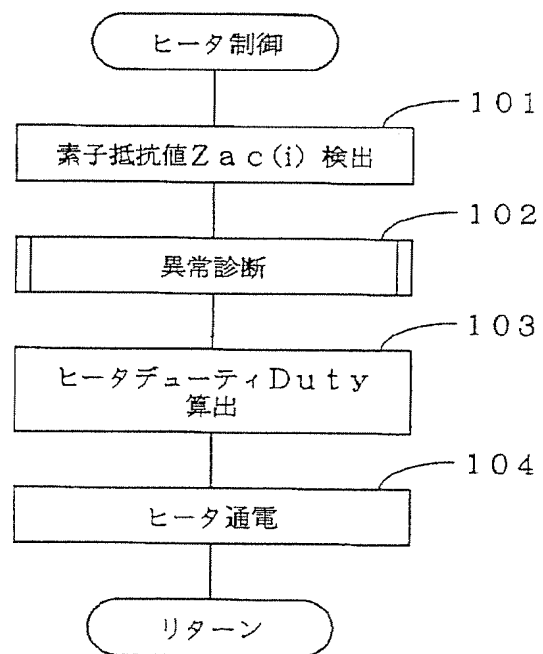 ヒータ制御
101
素子抵抗値Zac(i)検出
102
異常診断
103
ヒータデューティDuty
算出
104
ヒータ通電
リターン